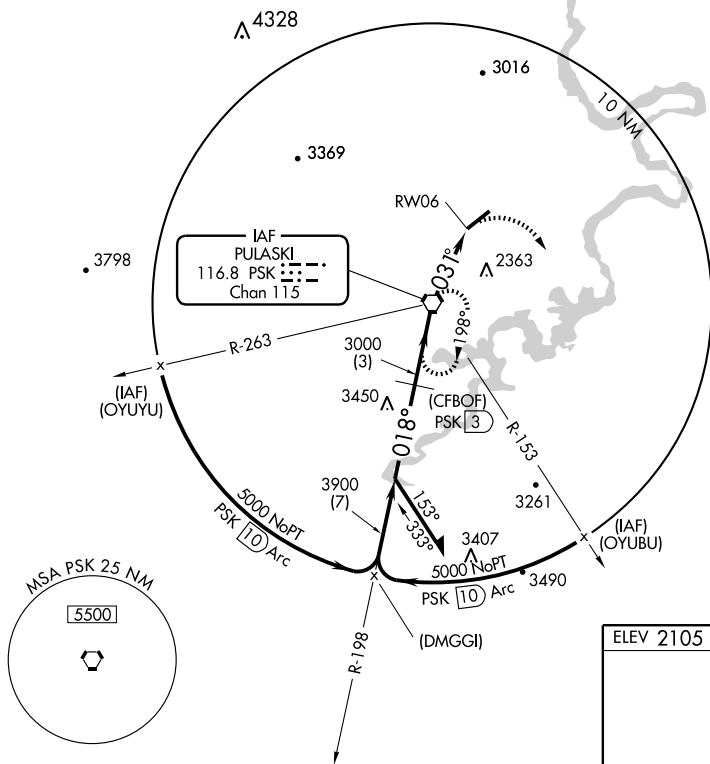 4328
3016
10 NM
3369
RW06
IAF
PULASKI
116.8 PSK
Chan 115
031°
2363
3798
R-263
198°
3000
(3)
(IAF)
(OYUYU)
3450
(CFBOF)
PSK 3
018°
R-153
3900
(7)
153°
333°
3261
5000 NoPT
PSK 10 Arc
(IAF)
(OYUBU)
3407
5000 NoPT
3490
PSK 10 Arc
MSA PSK 25 NM
5500
(DMGGI)
R-198
ELEV 2105